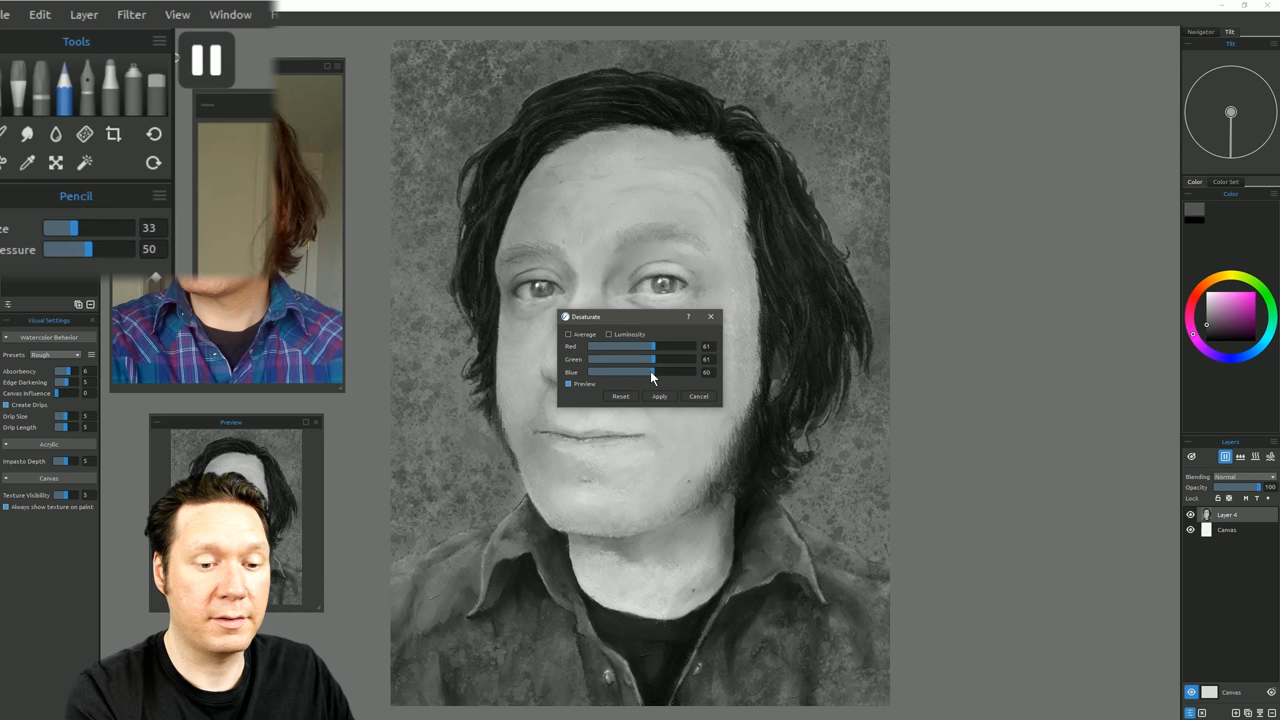 Edit Layer Filter View Window
Tools
Pencil
33
50
Visual Settings
Watercolor Behavior
Presets Rough
Absorbency 6
Edge Darkening 5
Canvas Influence 0
Create Drips
Drip Size 5
Drip Length 5
Acrylic
Impasto Depth 5
Canvas
Texture Visibility 5
Always show texture on paint
Preview
Desaturate ?
Average Luminosity
Red 61
Green 61
Blue 60
Preview
Reset Apply Cancel
Navigator Tilt
Tilt
Color Color Set
Color
Layers
Blending Normal
Opacity 100
Lock M T
Layer 4
Canvas
Canvas